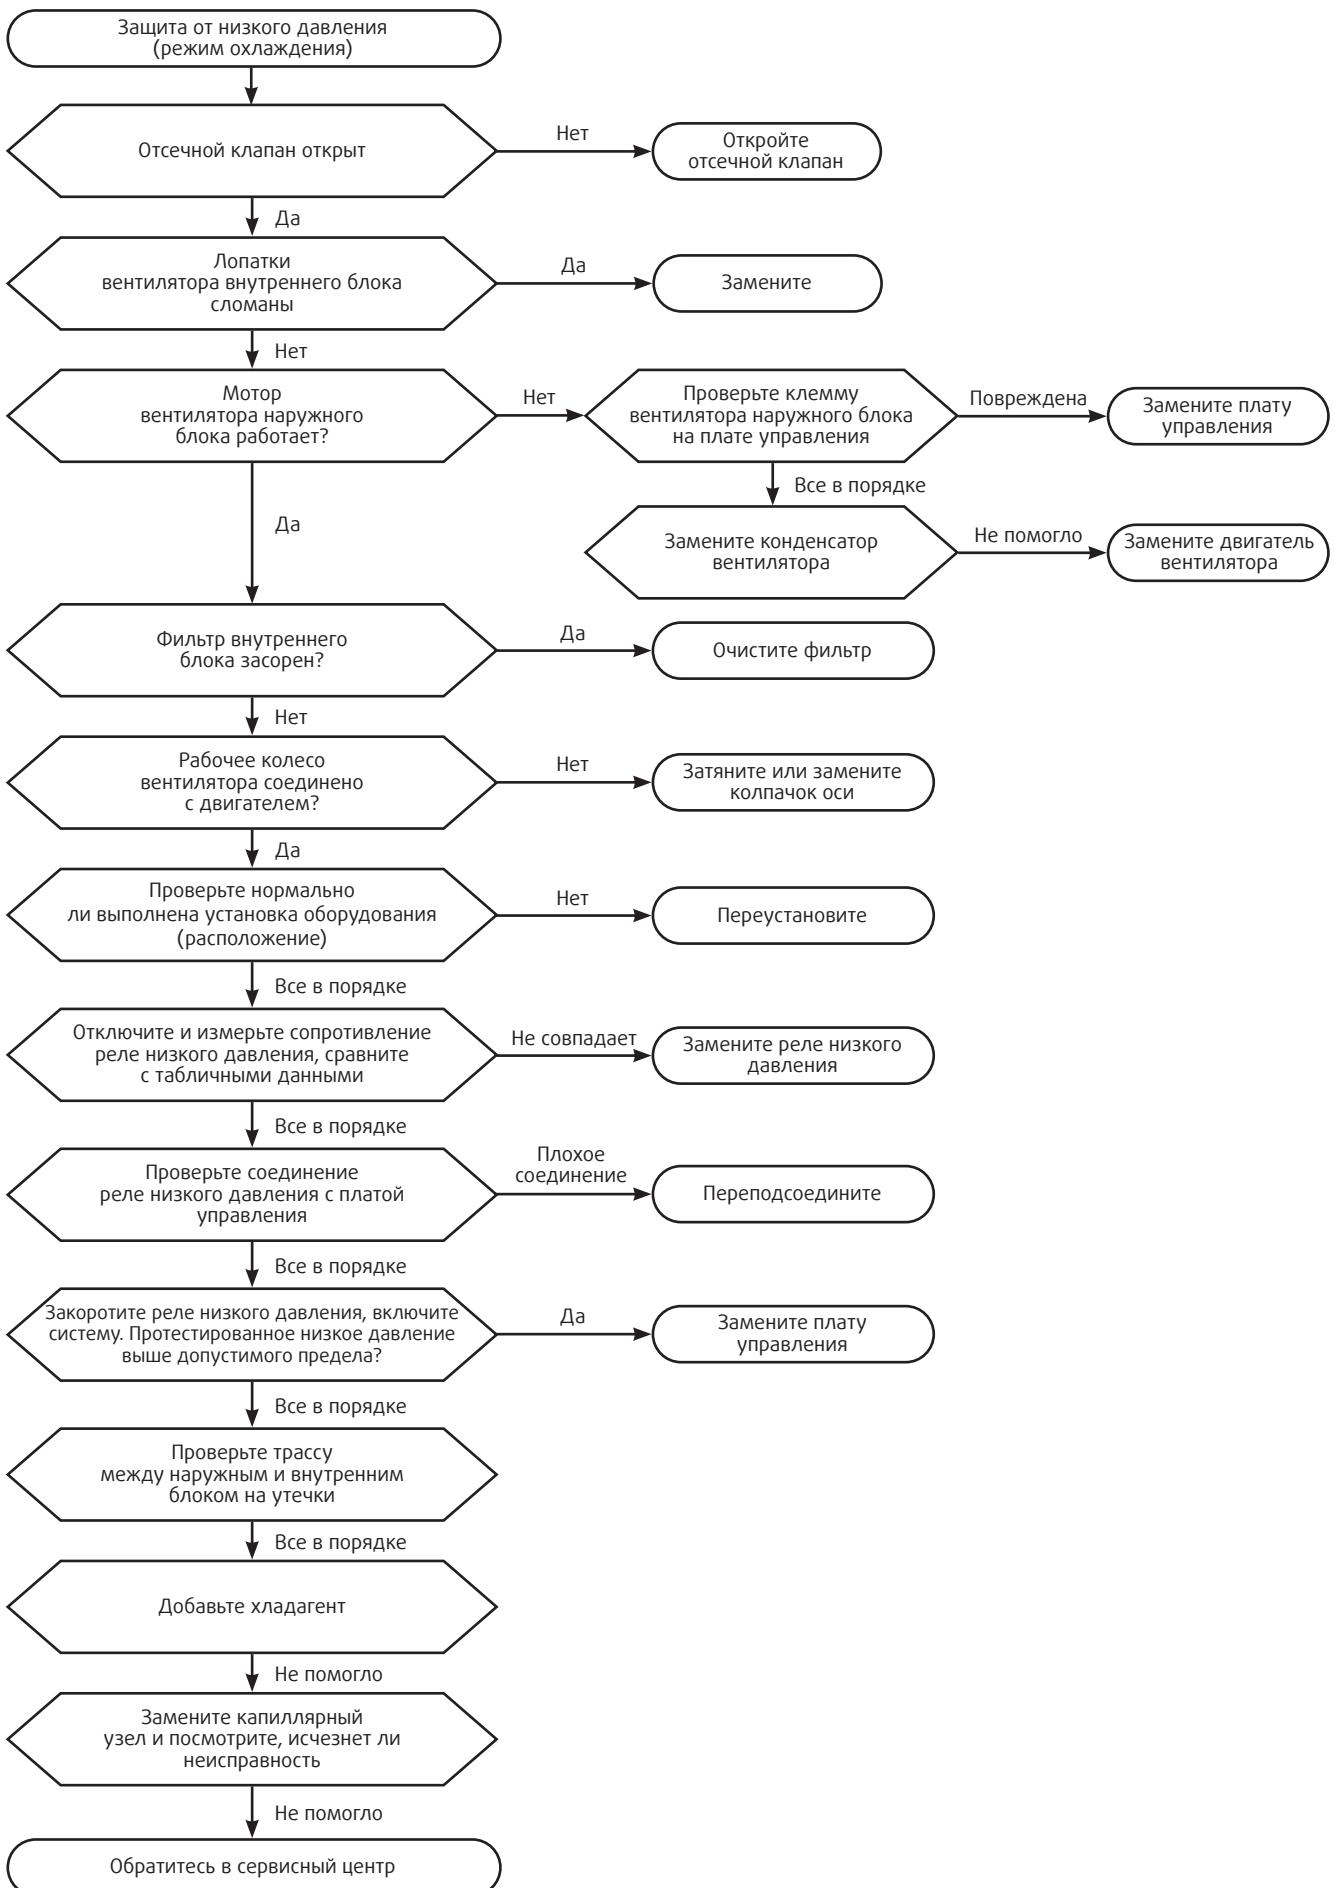 Защита от низкого давления
(режим охлаждения)
Отсечной клапан открыт
Нет
Откройте
отсечной клапан
Да
Лопатки
вентилятора внутреннего блока
сломаны
Да
Замените
Нет
Мотор
вентилятора наружного
блока работает?
Нет
Проверьте клемму
вентилятора наружного блока
на плате управления
Повреждена
Замените плату
управления
Все в порядке
Да
Замените конденсатор
вентилятора
Не помогло
Замените двигатель
вентилятора
Фильтр внутреннего
блока засорен?
Да
Очистите фильтр
Нет
Рабочее колесо
вентилятора соединено
с двигателем?
Нет
Затяните или замените
колпачок оси
Да
Проверьте нормально
ли выполнена установка оборудования
(расположение)
Нет
Переустановите
Все в порядке
Отключите и измерьте сопротивление
реле низкого давления, сравните
с табличными данными
Не совпадает
Замените реле низкого
давления
Все в порядке
Проверьте соединение
реле низкого давления с платой
управления
Плохое
соединение
Переподсоедините
Все в порядке
Закоротите реле низкого давления, включите
систему. Протестированное низкое давление
выше допустимого предела?
Да
Замените плату
управления
Все в порядке
Проверьте трассу
между наружным и внутренним
блоком на утечки
Все в порядке
Добавьте хладагент
Не помогло
Замените капиллярный
узел и посмотрите, исчезнет ли
неисправность
Не помогло
Обратитесь в сервисный центр